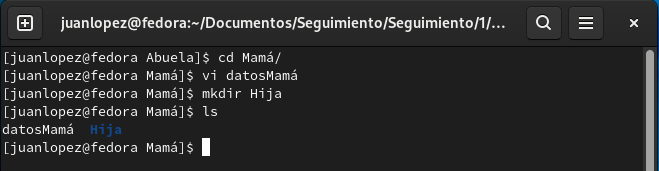 juanlopez@fedora:~/Documentos/Seguimiento/Seguimiento/1/...
[juanlopez@fedora Abuela]$ cd Mamá/
[juanlopez@fedora Mamá]$ vi datosMamá
[juanlopez@fedora Mamá]$ mkdir Hija
[juanlopez@fedora Mamá]$ ls
datosMamá  Hija
[juanlopez@fedora Mamá]$